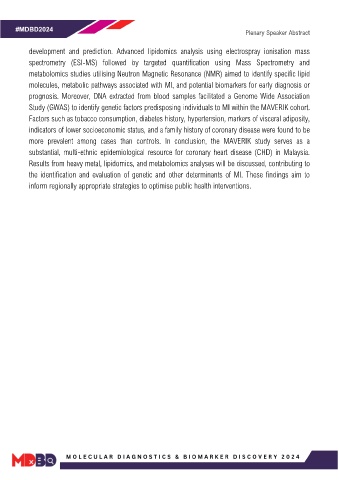 #MDBD2024
Plenary Speaker Abstract
development and prediction. Advanced lipidomics analysis using electrospray ionisation mass
spectrometry (ESI-MS) followed by targeted quantification using Mass Spectrometry and
metabolomics studies utilising Neutron Magnetic Resonance (NMR) aimed to identify specific lipid
molecules, metabolic pathways associated with MI, and potential biomarkers for early diagnosis or
prognosis. Moreover, DNA extracted from blood samples facilitated a Genome Wide Association
Study (GWAS) to identify genetic factors predisposing individuals to MI within the MAVERIK cohort.
Factors such as tobacco consumption, diabetes history, hypertension, markers of visceral adiposity,
indicators of lower socioeconomic status, and a family history of coronary disease were found to be
more prevalent among cases than controls. In conclusion, the MAVERIK study serves as a
substantial, multi-ethnic epidemiological resource for coronary heart disease (CHD) in Malaysia.
Results from heavy metal, lipidomics, and metabolomics analyses will be discussed, contributing to
the identification and evaluation of genetic and other determinants of MI. These findings aim to
inform regionally appropriate strategies to optimise public health interventions.
MDBD
MOLECULAR DIAGNOSTICS & BIOMARKER DISCOVERY 2024